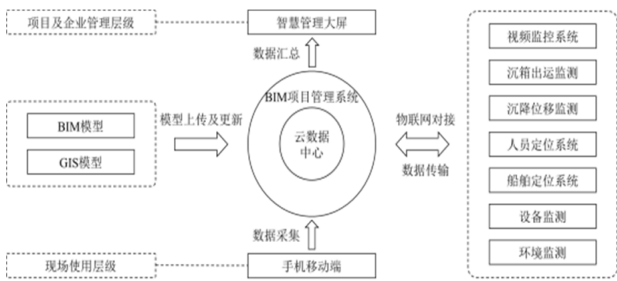 项目及企业管理层级
智慧管理大屏
数据汇总
BIM项目管理系统
云数据
中心
BIM模型
GIS模型
模型上传及更新
物联网对接
数据传输
数据采集
现场使用层级
手机移动端
视频监控系统
沉箱出运监测
沉降位移监测
人员定位系统
船舶定位系统
设备监测
环境监测